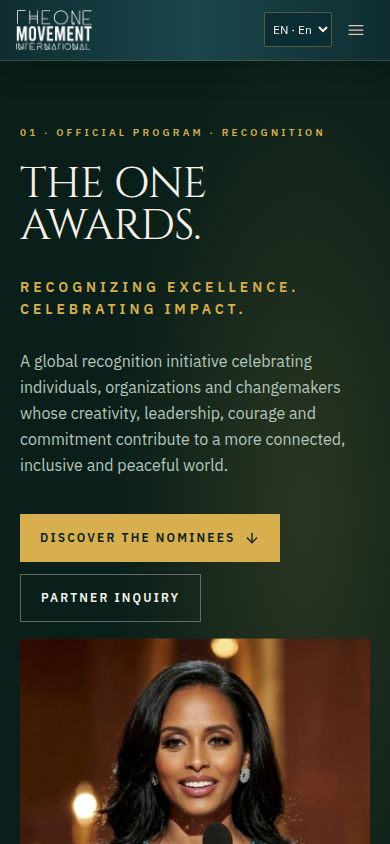 THE ONE
MOVEMENT
INTERNATIONAL
EN · En
01 · OFFICIAL PROGRAM · RECOGNITION
THE ONE
AWARDS.
RECOGNIZING EXCELLENCE.
CELEBRATING IMPACT.
A global recognition initiative celebrating
individuals, organizations and changemakers
whose creativity, leadership, courage and
commitment contribute to a more connected,
inclusive and peaceful world.
DISCOVER THE NOMINEES ↓
PARTNER INQUIRY